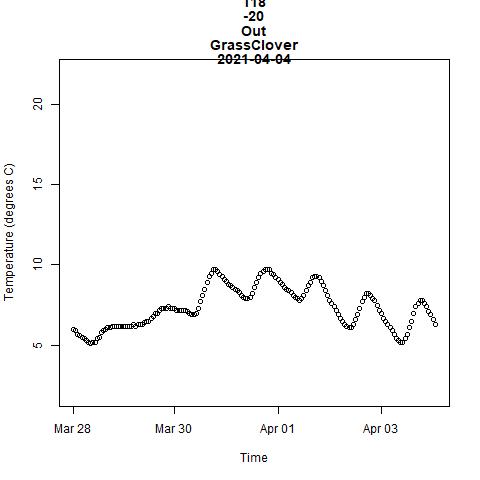 T18
-20
Out
GrassClover
2021-04-04
20
15
10
5
Temperature (degrees C)
Mar 28
Mar 30
Apr 01
Apr 03
Time